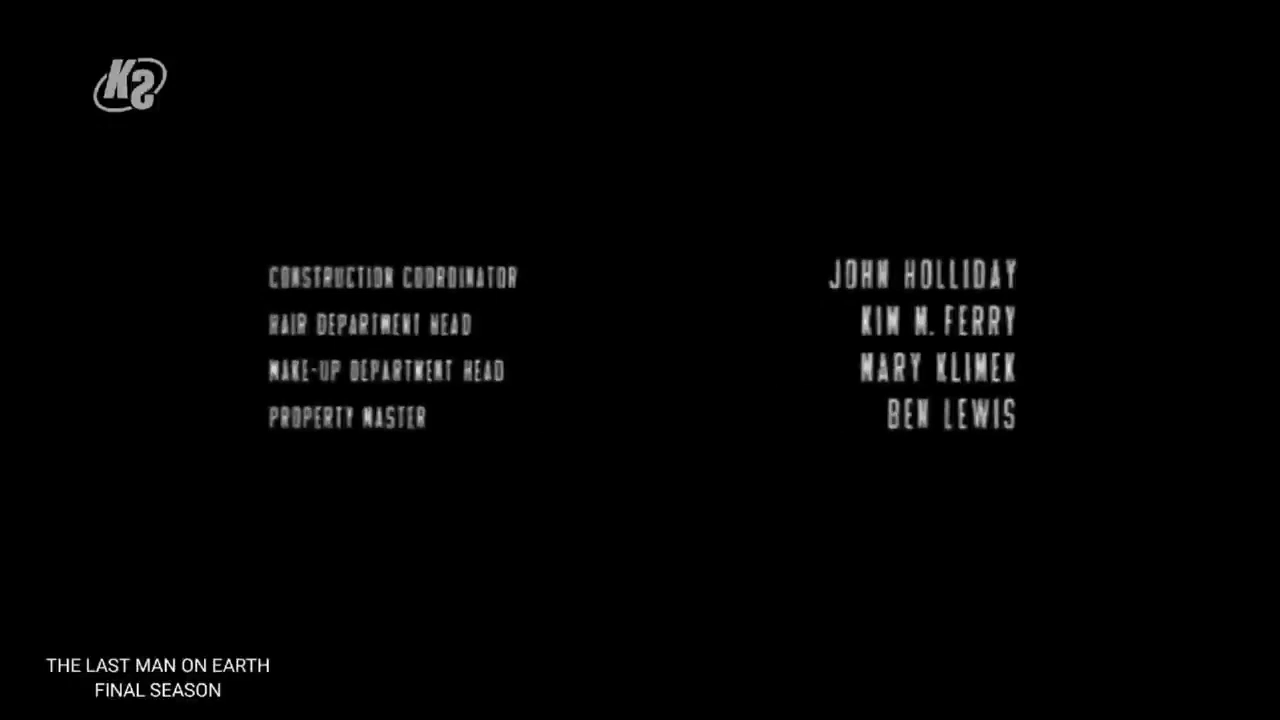 KS
CONSTRUCTION COORDINATOR JOHN HOLLIDAY
HAIR DEPARTMENT HEAD KIM M. FERRY
MAKE-UP DEPARTMENT HEAD MARY KLIMEK
PROPERTY MASTER BEN LEWIS
THE LAST MAN ON EARTH
FINAL SEASON